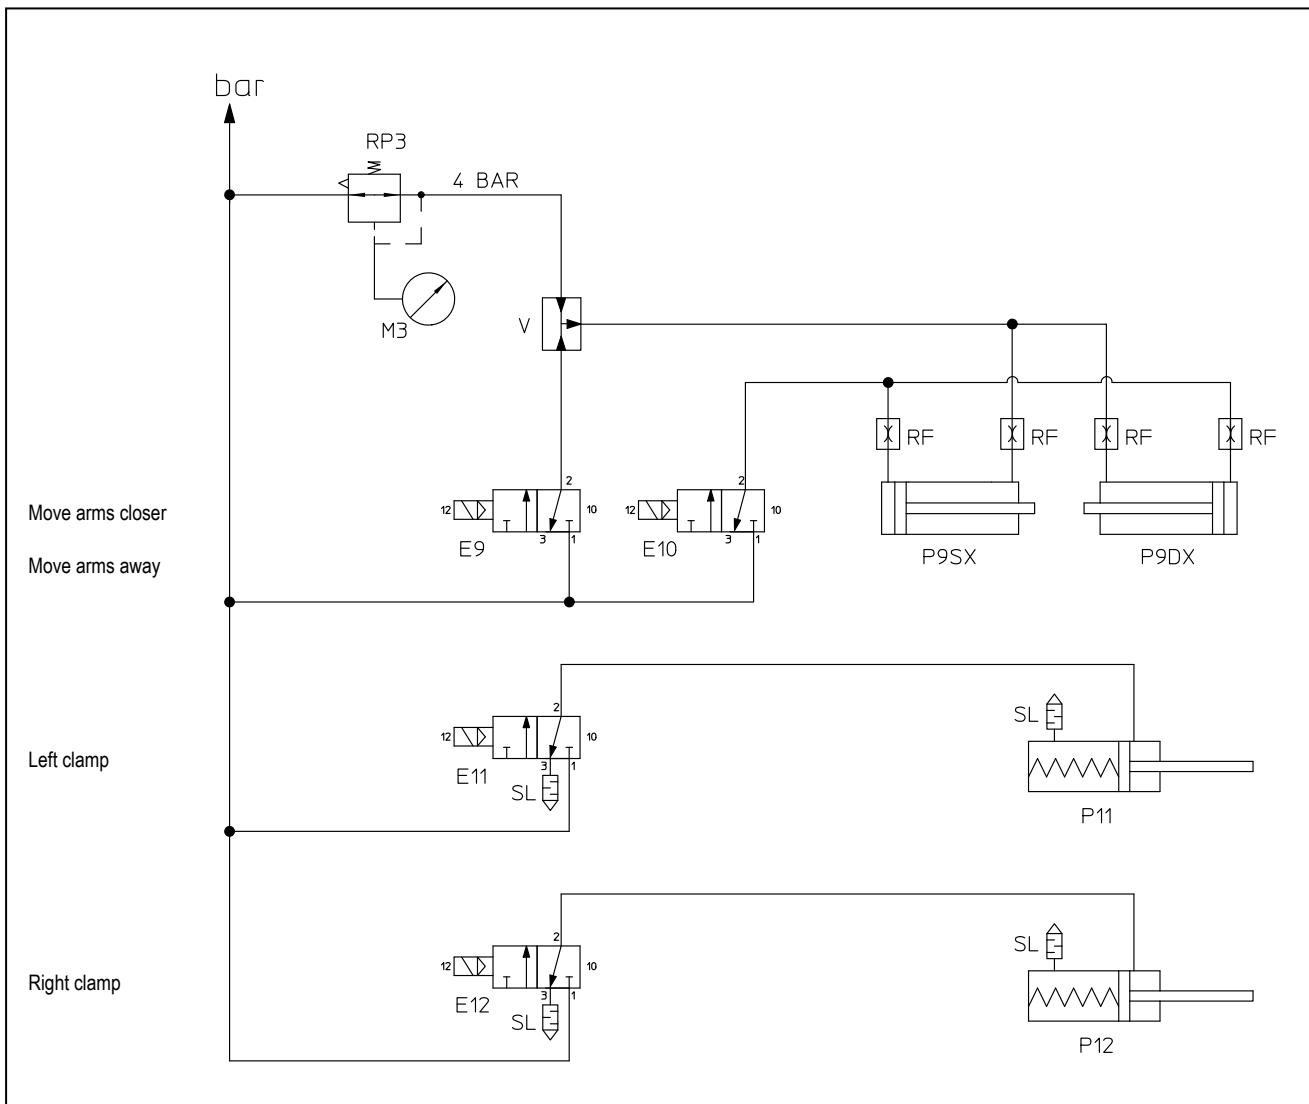 bar
RP3
4 BAR
M3
V
RF RF RF RF
2 2
Move arms closer
12 10 12 10
3 1 3 1
E9 E10
P9SX P9DX
Move arms away
2
SL
12 10
Left clamp
3 1
E11
SL
P11
2
SL
12 10
Right clamp
3 1
E12
SL
P12